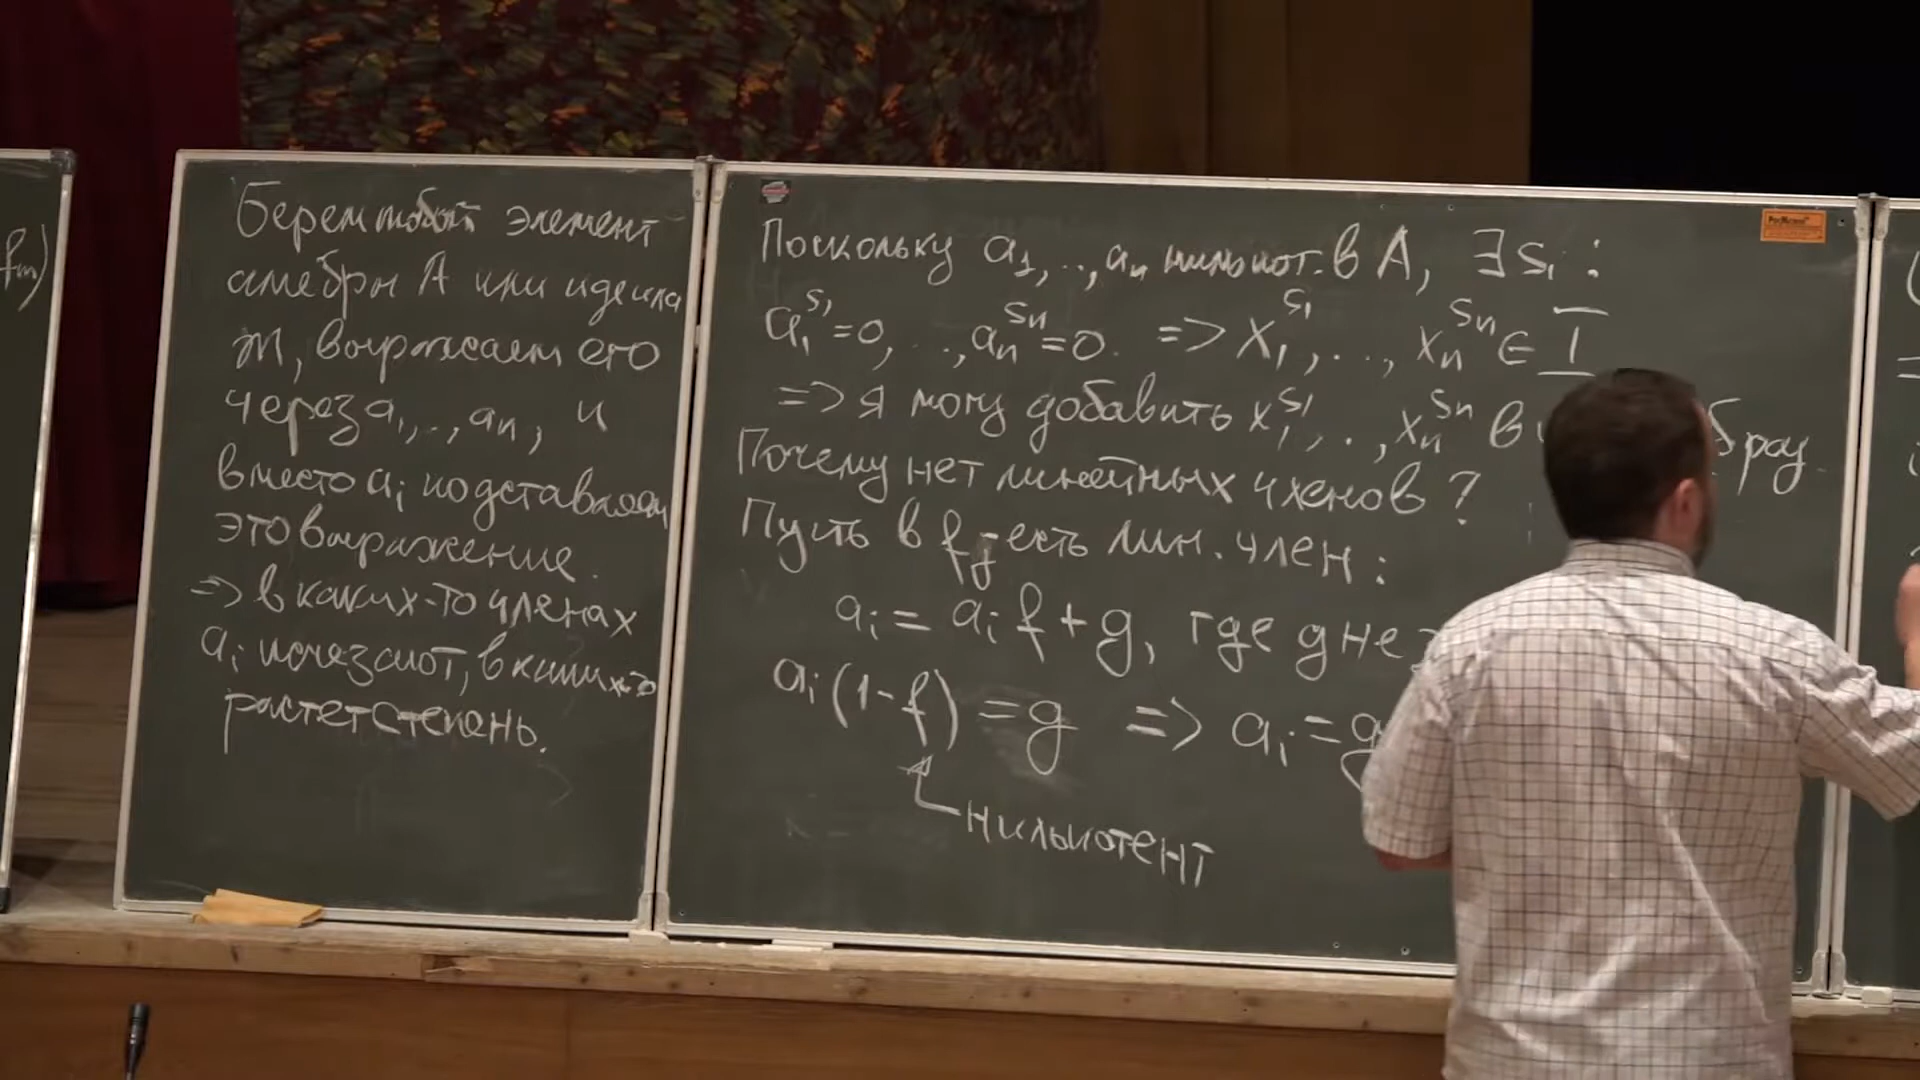 fm)
Берем любой элемент
алгебры A или идеала
m, выражаем его
через a₁,..,aₙ, и
вместо aᵢ подставляем
это выражение.
=> в каких-то членах
aᵢ исчезают, в каких-то
растет степень.
Поскольку a₁,..,aₙ нильпот. в A, ∃ sᵢ :
a₁^s₁=0,..,aₙ^sₙ=0. => x₁^s₁,..,xₙ^sₙ ∈ I
=> я могу добавить x₁^s₁,..,xₙ^sₙ в
Почему нет линейных членов ?
Пусть в fⱼ есть лин. член :
aᵢ = aᵢ f + g, где g не
aᵢ(1-f) = g => aᵢ = g
нильпотент